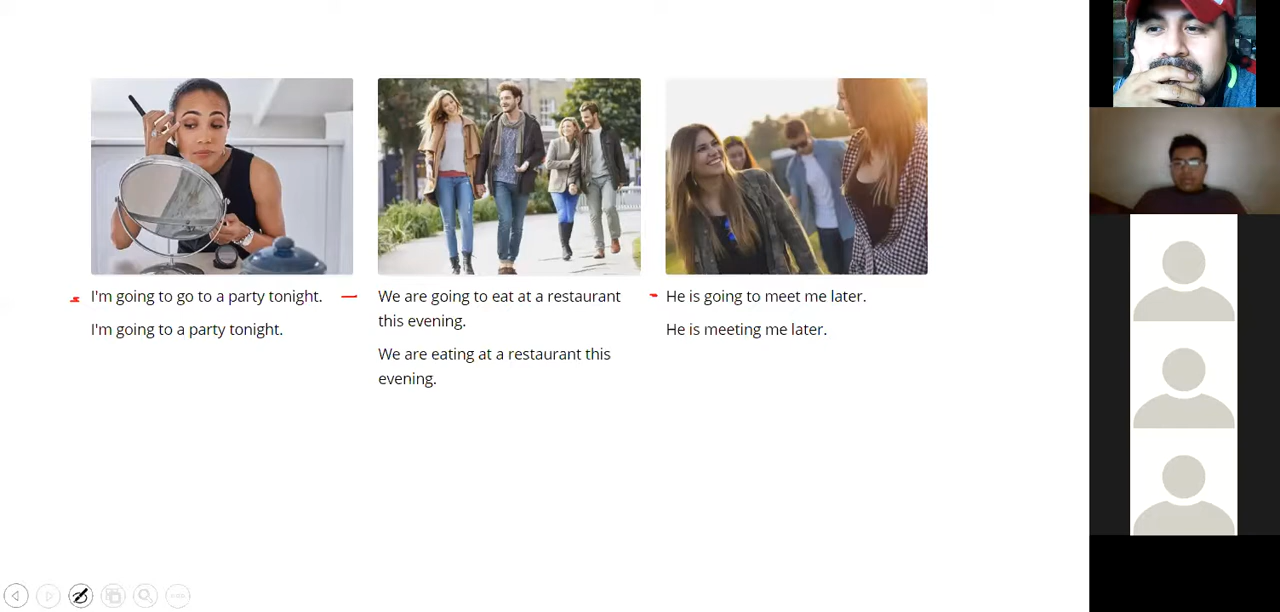 I'm going to go to a party tonight.
I'm going to a party tonight.
We are going to eat at a restaurant
this evening.
We are eating at a restaurant this
evening.
He is going to meet me later.
He is meeting me later.